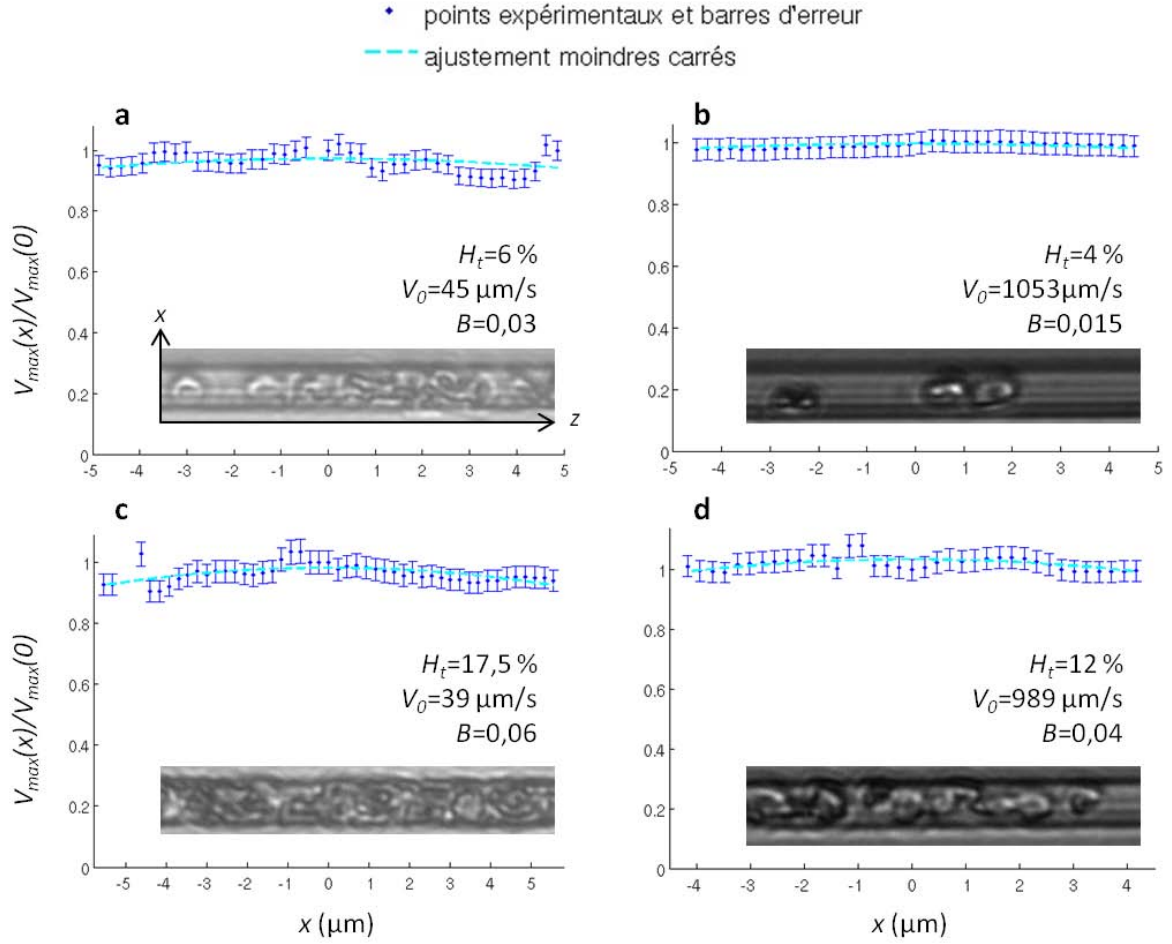 points expérimentaux et barres d'erreur
ajustement moindres carrés
a
V_max(x)/V_max(0)
1
0.8
0.6
0.4
0.2
0
H_t=6 %
V_0=45 µm/s
B=0,03
x
z
-5 -4 -3 -2 -1 0 1 2 3 4 5
b
1
0.8
0.6
0.4
0.2
0
H_t=4 %
V_0=1053µm/s
B=0,015
-5 -4 -3 -2 -1 0 1 2 3 4 5
c
V_max(x)/V_max(0)
1
0.8
0.6
0.4
0.2
0
H_t=17,5 %
V_0=39 µm/s
B=0,06
-5 -4 -3 -2 -1 0 1 2 3 4 5
x (µm)
d
1
0.8
0.6
0.4
0.2
0
H_t=12 %
V_0=989 µm/s
B=0,04
-4 -3 -2 -1 0 1 2 3 4
x (µm)